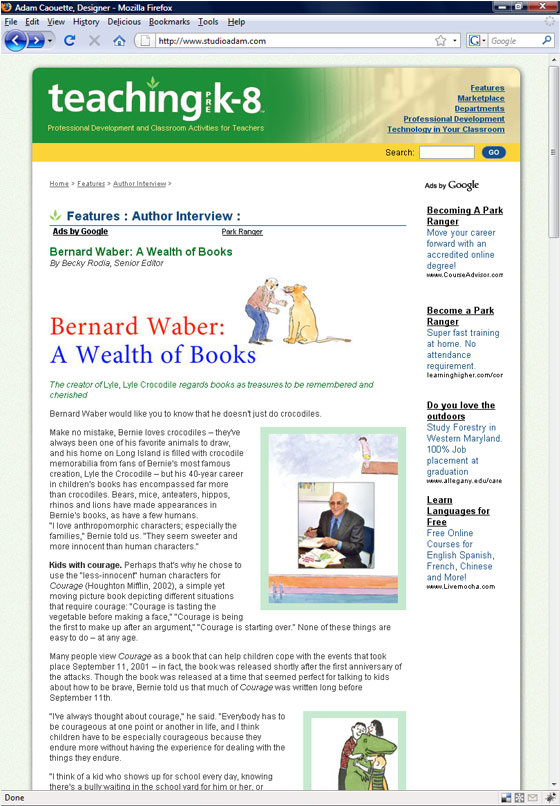 Adam Caouette, Designer - Mozilla Firefox
File Edit View History Delicious Bookmarks Tools Help
http://www.studioadam.com
Google
teaching PRE k-8
Professional Development and Classroom Activities for Teachers
Features
Marketplace
Departments
Professional Development
Technology in Your Classroom
Search: GO
Home > Features > Author Interview >
Features : Author Interview :
Ads by Google Park Ranger
Bernard Waber: A Wealth of Books
By Becky Rodia, Senior Editor
Bernard Waber:
A Wealth of Books
The creator of Lyle, Lyle Crocodile regards books as treasures to be remembered and
cherished
Bernard Waber would like you to know that he doesn't just do crocodiles.
Make no mistake, Bernie loves crocodiles – they've
always been one of his favorite animals to draw,
and his home on Long Island is filled with crocodile
memorabilia from fans of Bernie's most famous
creation, Lyle the Crocodile – but his 40-year career
in children's books has encompassed far more
than crocodiles. Bears, mice, anteaters, hippos,
rhinos and lions have made appearances in
Bernie's books, as have a few humans.
"I love anthropomorphic characters; especially the
families," Bernie told us. "They seem sweeter and
more innocent than human characters."
Kids with courage. Perhaps that's why he chose to
use the "less-innocent" human characters for
Courage (Houghton Mifflin, 2002), a simple yet
moving picture book depicting different situations
that require courage: "Courage is tasting the
vegetable before making a face," "Courage is being
the first to make up after an argument," "Courage is starting over." None of these things are
easy to do – at any age.
Many people view Courage as a book that can help children cope with the events that took
place September 11, 2001 – in fact, the book was released shortly after the first anniversary of
the attacks. Though the book was released at a time that seemed perfect for talking to kids
about how to be brave, Bernie told us that much of Courage was written long before
September 11th.
"I've always thought about courage," he said. "Everybody has to
be courageous at one point or another in life, and I think
children have to be especially courageous because they
endure more without having the experience for dealing with the
things they endure.
"I think of a kid who shows up for school every day, knowing
there's a bully waiting in the school yard for him or her, or
Ads by Google
Becoming A Park
Ranger
Move your career
forward with an
accredited online
degree!
www.CourseAdvisor.com
Become a Park
Ranger
Super fast training
at home. No
attendance
requirement.
learninghigher.com/cor
Do you love the
outdoors
Study Forestry in
Western Maryland.
100% Job
placement at
graduation
www.allegany.edu/care
Learn
Languages for
Free
Free Online
Courses for
English Spanish,
French, Chinese
and More!
www.Livemocha.com
Done